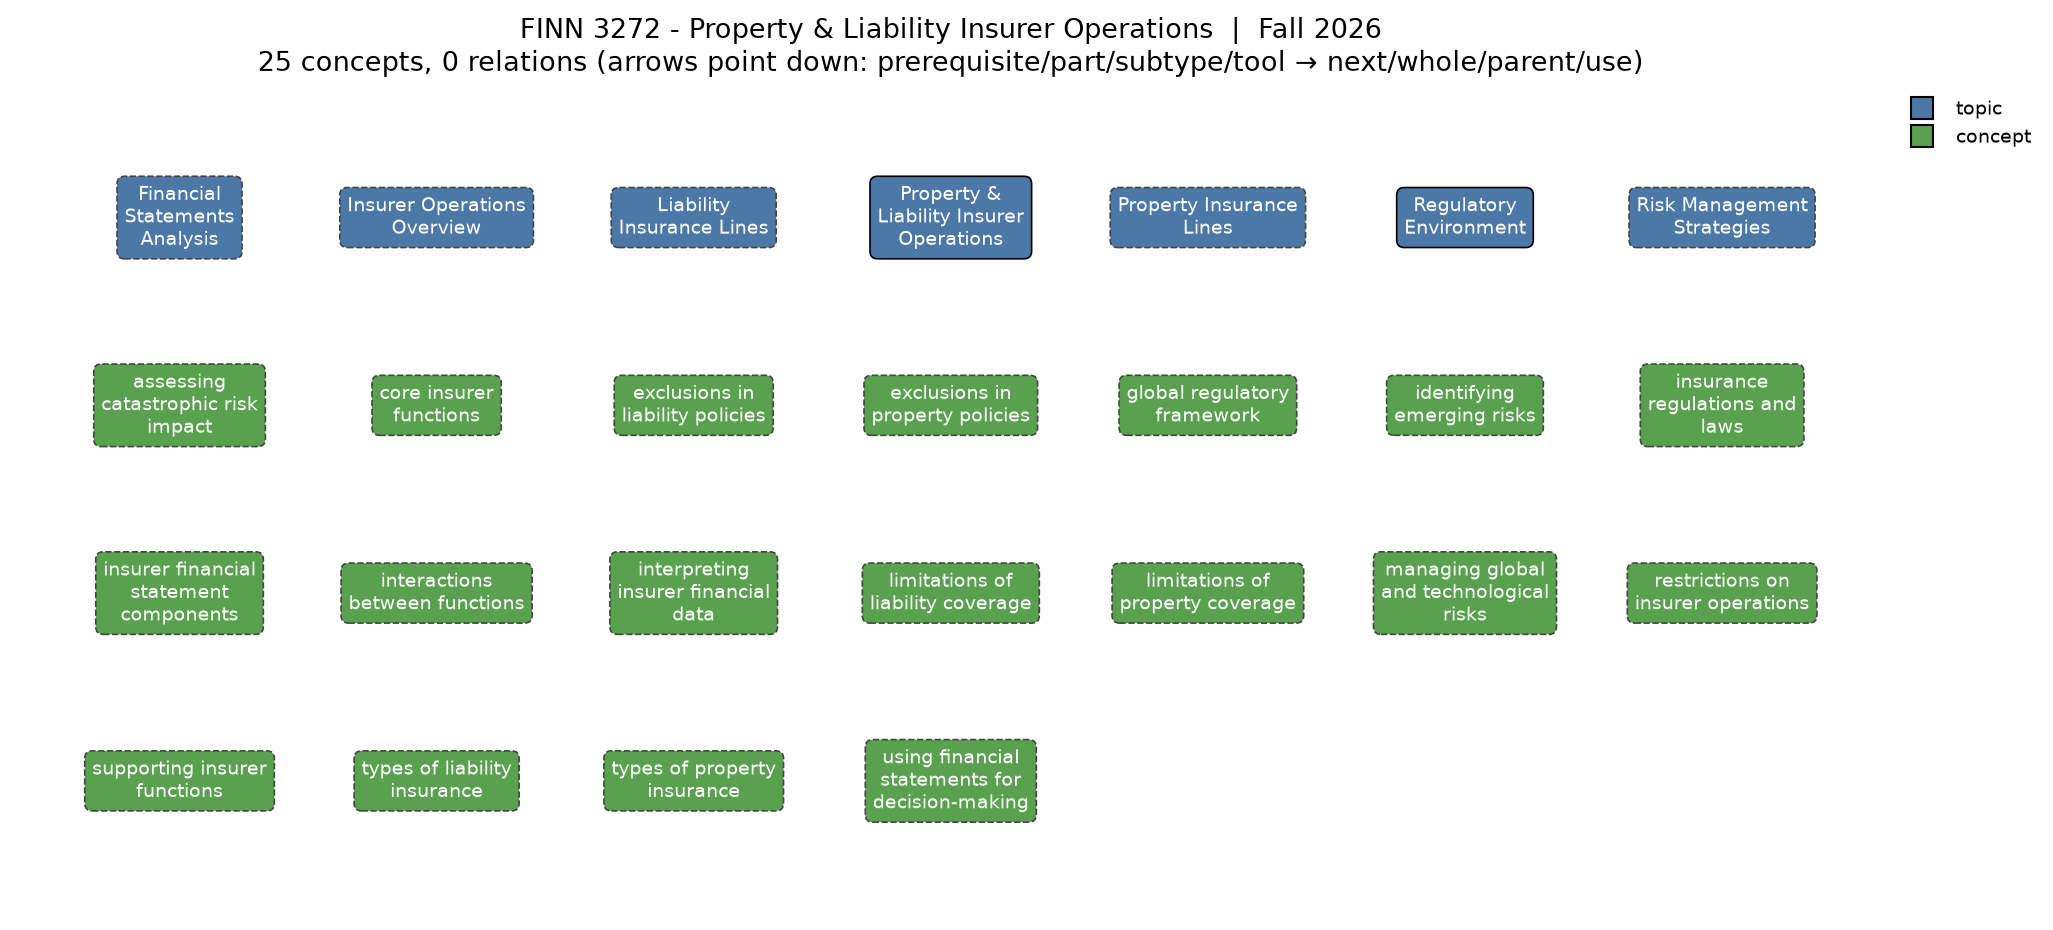 FINN 3272 - Property & Liability Insurer Operations  |  Fall 2026
25 concepts, 0 relations (arrows point down: prerequisite/part/subtype/tool → next/whole/parent/use)
topic
concept
Financial
Statements
Analysis
Insurer Operations
Overview
Liability
Insurance Lines
Property &
Liability Insurer
Operations
Property Insurance
Lines
Regulatory
Environment
Risk Management
Strategies
assessing
catastrophic risk
impact
core insurer
functions
exclusions in
liability policies
exclusions in
property policies
global regulatory
framework
identifying
emerging risks
insurance
regulations and
laws
insurer financial
statement
components
interactions
between functions
interpreting
insurer financial
data
limitations of
liability coverage
limitations of
property coverage
managing global
and technological
risks
restrictions on
insurer operations
supporting insurer
functions
types of liability
insurance
types of property
insurance
using financial
statements for
decision-making